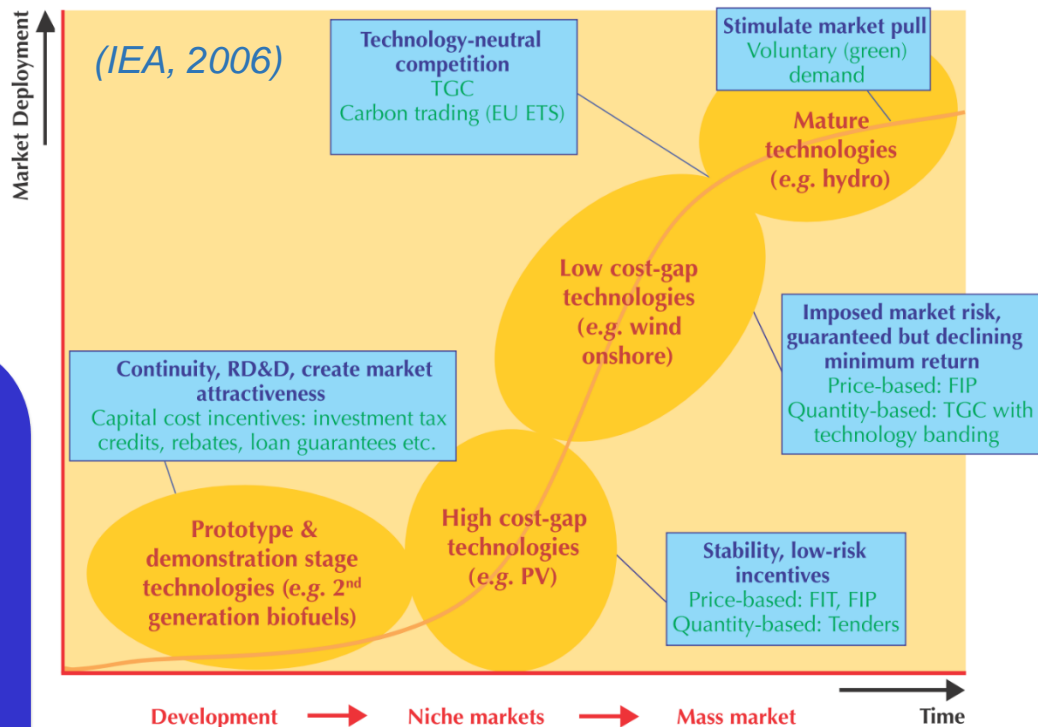 Market Deployment
(IEA, 2006)
Technology-neutral
competition
TGC
Carbon trading (EU ETS)
Stimulate market pull
Voluntary (green)
demand
Mature
technologies
(e.g. hydro)
Low cost-gap
technologies
(e.g. wind
onshore)
Imposed market risk,
guaranteed but declining
minimum return
Price-based: FIP
Quantity-based: TGC with
technology banding
Continuity, RD&D, create market
attractiveness
Capital cost incentives: investment tax
credits, rebates, loan guarantees etc.
Prototype &
demonstration stage
technologies (e.g. 2nd
generation biofuels)
High cost-gap
technologies
(e.g. PV)
Stability, low-risk
incentives
Price-based: FIT, FIP
Quantity-based: Tenders
Development
Niche markets
Mass market
Time